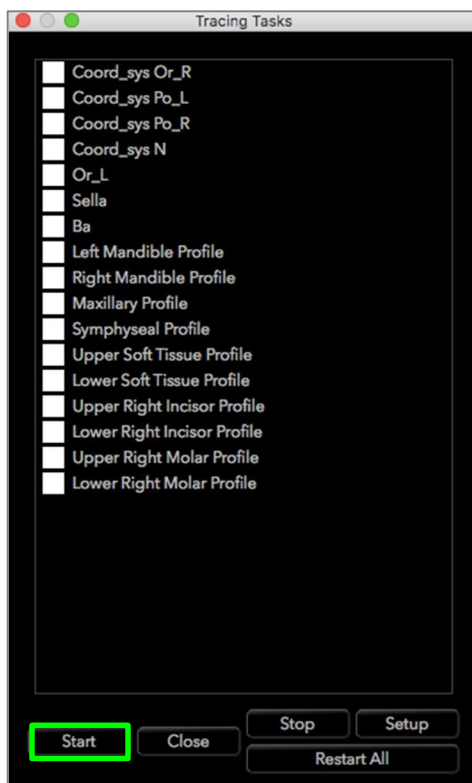 Tracing Tasks
Coord_sys Or_R
Coord_sys Po_L
Coord_sys Po_R
Coord_sys N
Or_L
Sella
Ba
Left Mandible Profile
Right Mandible Profile
Maxillary Profile
Symphyseal Profile
Upper Soft Tissue Profile
Lower Soft Tissue Profile
Upper Right Incisor Profile
Lower Right Incisor Profile
Upper Right Molar Profile
Lower Right Molar Profile
Stop Setup
Start Close
Restart All